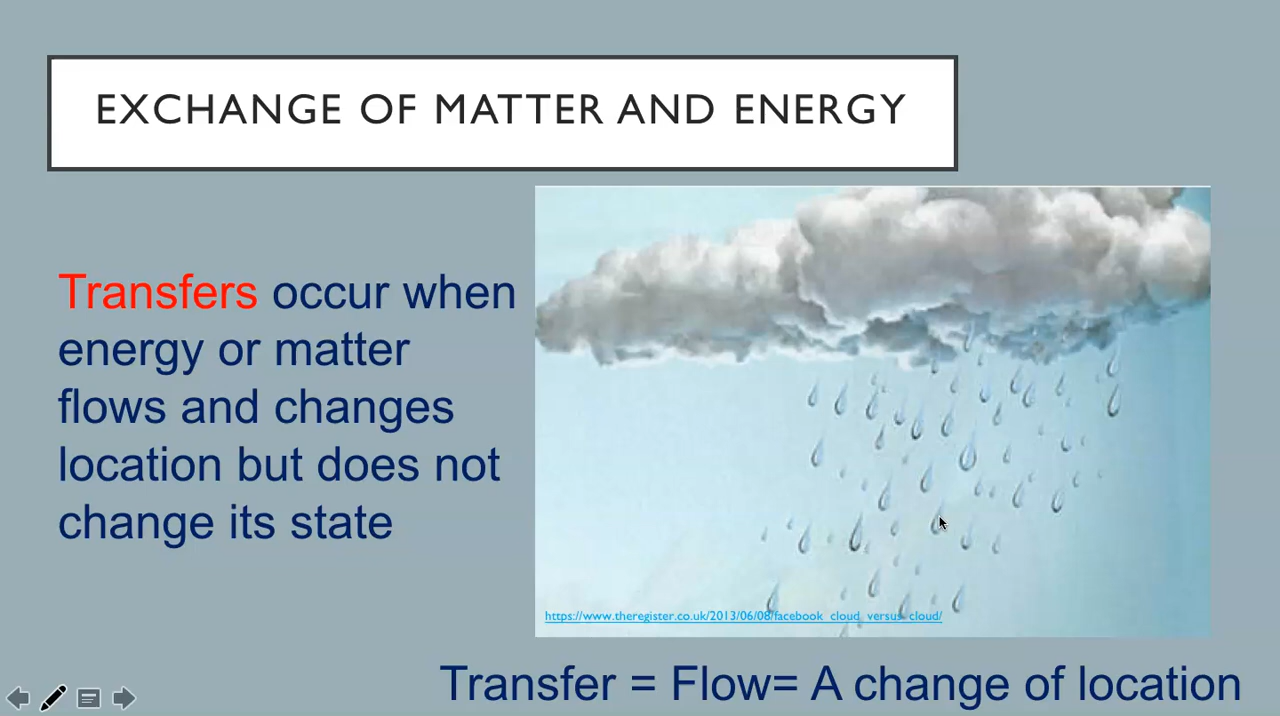 EXCHANGE OF MATTER AND ENERGY
Transfers occur when
energy or matter
flows and changes
location but does not
change its state
https://www.theregister.co.uk/2013/06/08/facebook_cloud_versus_cloud/
Transfer = Flow= A change of location